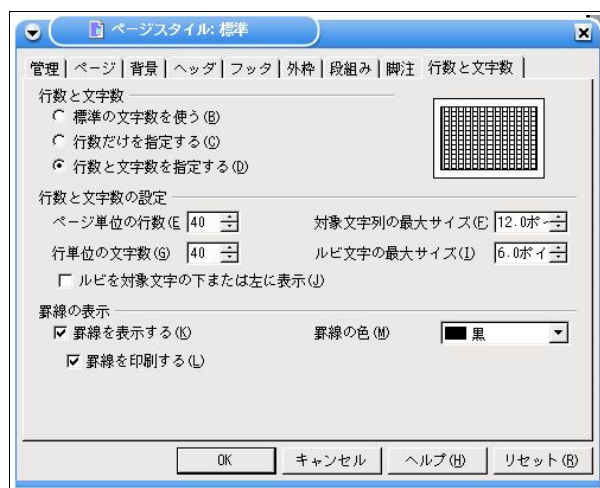 ページスタイル: 標準
管理 ページ 背景 ヘッダ フッタ 外枠 段組み 脚注 行数と文字数
行数と文字数
標準の文字数を使う(B)
行数だけを指定する(C)
行数と文字数を指定する(D)
行数と文字数の設定
ページ単位の行数(E 40 対象文字列の最大サイズ(F) 12.0ポイ
行単位の文字数(G) 40 ルビ文字の最大サイズ(I) 6.0ポイ
ルビを対象文字の下または左に表示(J)
罫線の表示
罫線を表示する(K) 罫線の色(M) 黒
罫線を印刷する(L)
OK キャンセル ヘルプ(H) リセット(R)